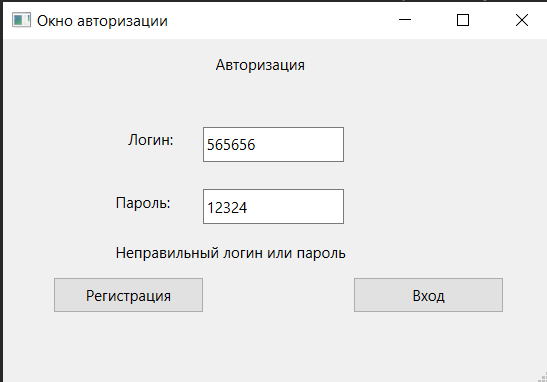 Окно авторизации
Авторизация
Логин: 565656
Пароль: 12324
Неправильный логин или пароль
Регистрация Вход